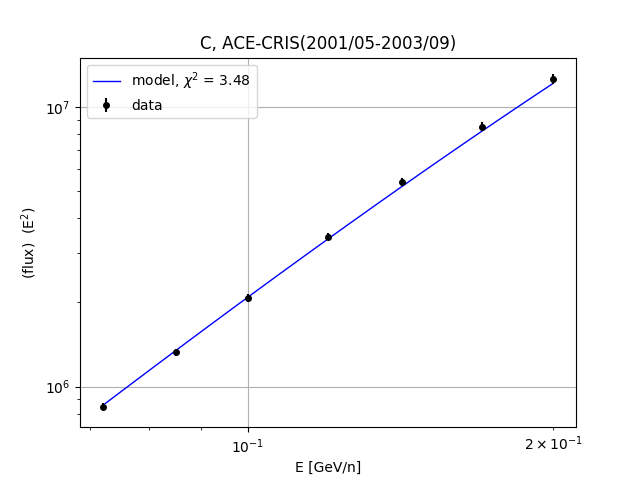 C, ACE-CRIS(2001/05-2003/09)
model, χ² = 3.48
data
10⁷
10⁶
(flux) (E²)
10⁻¹
2 × 10⁻¹
E [GeV/n]